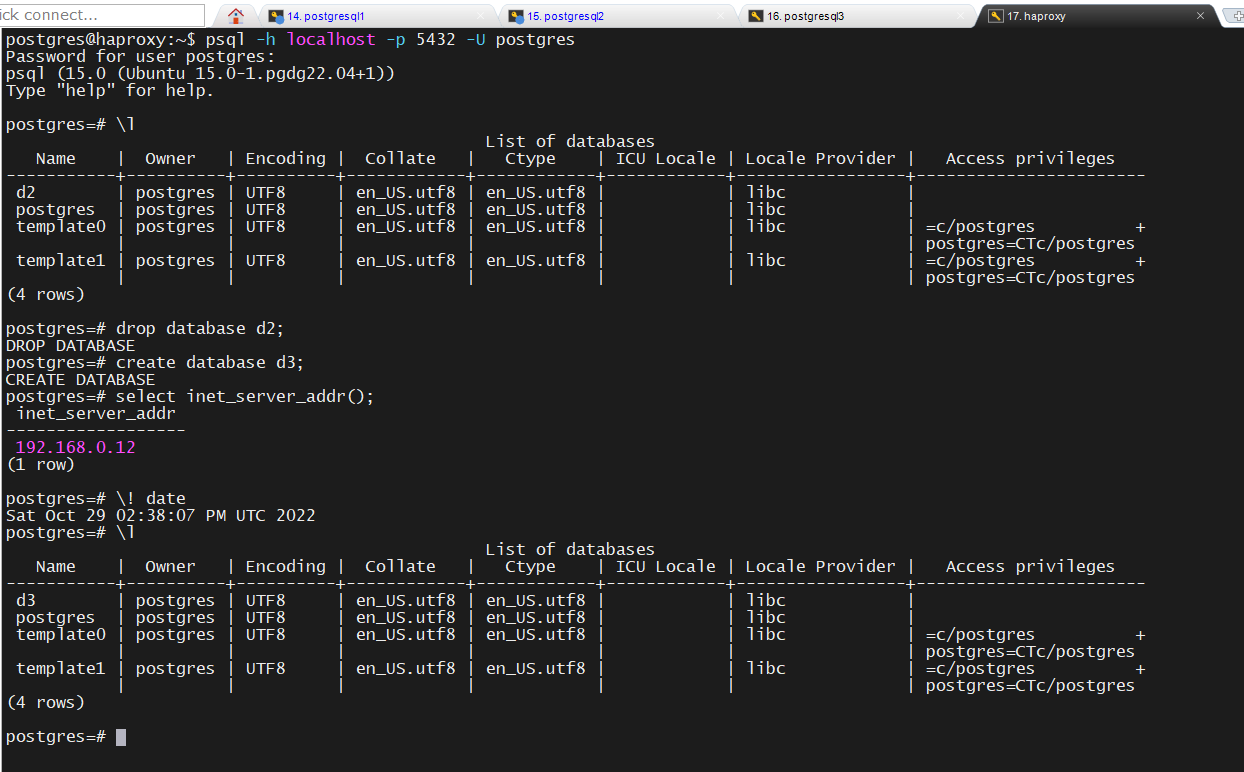 ick connect...
14. postgresql1
15. postgresql2
16. postgresql3
17. haproxy
postgres@haproxy:~$ psql -h localhost -p 5432 -U postgres
Password for user postgres:
psql (15.0 (Ubuntu 15.0-1.pgdg22.04+1))
Type "help" for help.
postgres=# \l
List of databases
Name | Owner | Encoding | Collate | Ctype | ICU Locale | Locale Provider | Access privileges
-----------+----------+----------+------------+------------+------------+-----------------+-----------------------
d2 | postgres | UTF8 | en_US.utf8 | en_US.utf8 | | libc |
postgres | postgres | UTF8 | en_US.utf8 | en_US.utf8 | | libc |
template0 | postgres | UTF8 | en_US.utf8 | en_US.utf8 | | libc | =c/postgres +
| | | | | | | postgres=CTc/postgres
template1 | postgres | UTF8 | en_US.utf8 | en_US.utf8 | | libc | =c/postgres +
| | | | | | | postgres=CTc/postgres
(4 rows)
postgres=# drop database d2;
DROP DATABASE
postgres=# create database d3;
CREATE DATABASE
postgres=# select inet_server_addr();
inet_server_addr
------------------
192.168.0.12
(1 row)
postgres=# \! date
Sat Oct 29 02:38:07 PM UTC 2022
postgres=# \l
List of databases
Name | Owner | Encoding | Collate | Ctype | ICU Locale | Locale Provider | Access privileges
-----------+----------+----------+------------+------------+------------+-----------------+-----------------------
d3 | postgres | UTF8 | en_US.utf8 | en_US.utf8 | | libc |
postgres | postgres | UTF8 | en_US.utf8 | en_US.utf8 | | libc |
template0 | postgres | UTF8 | en_US.utf8 | en_US.utf8 | | libc | =c/postgres +
| | | | | | | postgres=CTc/postgres
template1 | postgres | UTF8 | en_US.utf8 | en_US.utf8 | | libc | =c/postgres +
| | | | | | | postgres=CTc/postgres
(4 rows)
postgres=#